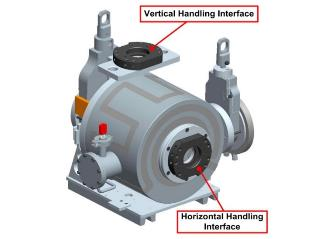 Vertical Handling Interface
Horizontal Handling
Interface